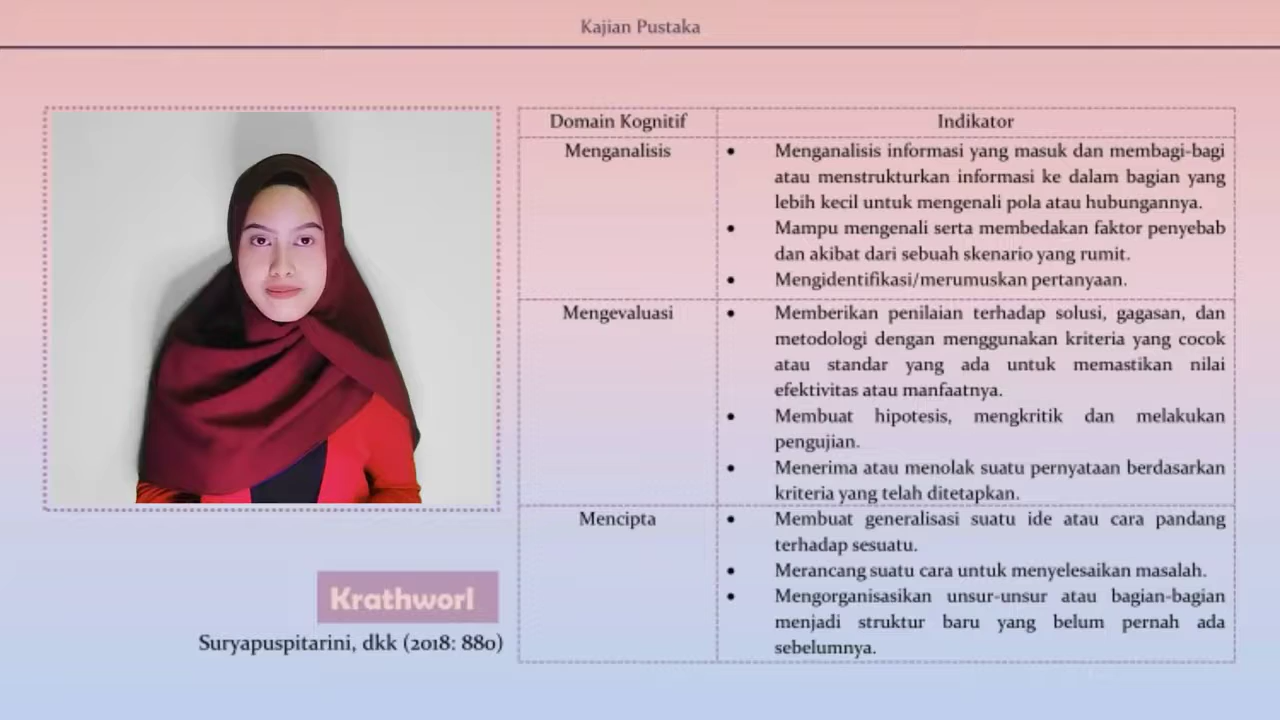 Kajian Pustaka
Domain Kognitif
Indikator
Menganalisis
• Menganalisis informasi yang masuk dan membagi-bagi
atau menstrukturkan informasi ke dalam bagian yang
lebih kecil untuk mengenali pola atau hubungannya.
• Mampu mengenali serta membedakan faktor penyebab
dan akibat dari sebuah skenario yang rumit.
• Mengidentifikasi/merumuskan pertanyaan.
Mengevaluasi
• Memberikan penilaian terhadap solusi, gagasan, dan
metodologi dengan menggunakan kriteria yang cocok
atau standar yang ada untuk memastikan nilai
efektivitas atau manfaatnya.
• Membuat hipotesis, mengkritik dan melakukan
pengujian.
• Menerima atau menolak suatu pernyataan berdasarkan
kriteria yang telah ditetapkan.
Mencipta
• Membuat generalisasi suatu ide atau cara pandang
terhadap sesuatu.
• Merancang suatu cara untuk menyelesaikan masalah.
• Mengorganisasikan unsur-unsur atau bagian-bagian
menjadi struktur baru yang belum pernah ada
sebelumnya.
Krathworl
Suryapuspitarini, dkk (2018: 880)